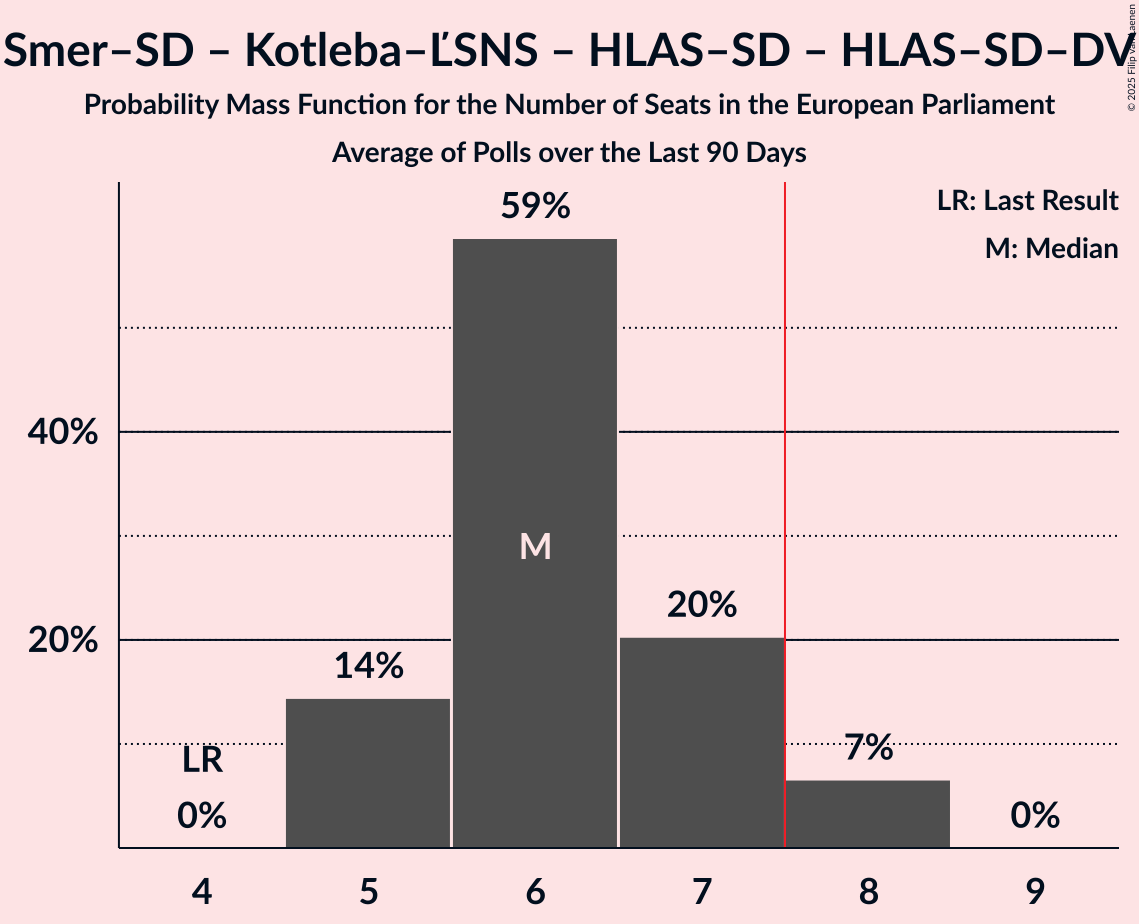 Smer–SD – Kotleba–ĽSNS – HLAS–SD – HLAS–SD–DV
© 2025 Filip van Laenen
Probability Mass Function for the Number of Seats in the European Parliament
Average of Polls over the Last 90 Days
LR: Last Result
M: Median
59%
40%
M
20%
20%
14%
LR
7%
0%
0%
4
5
6
7
8
9